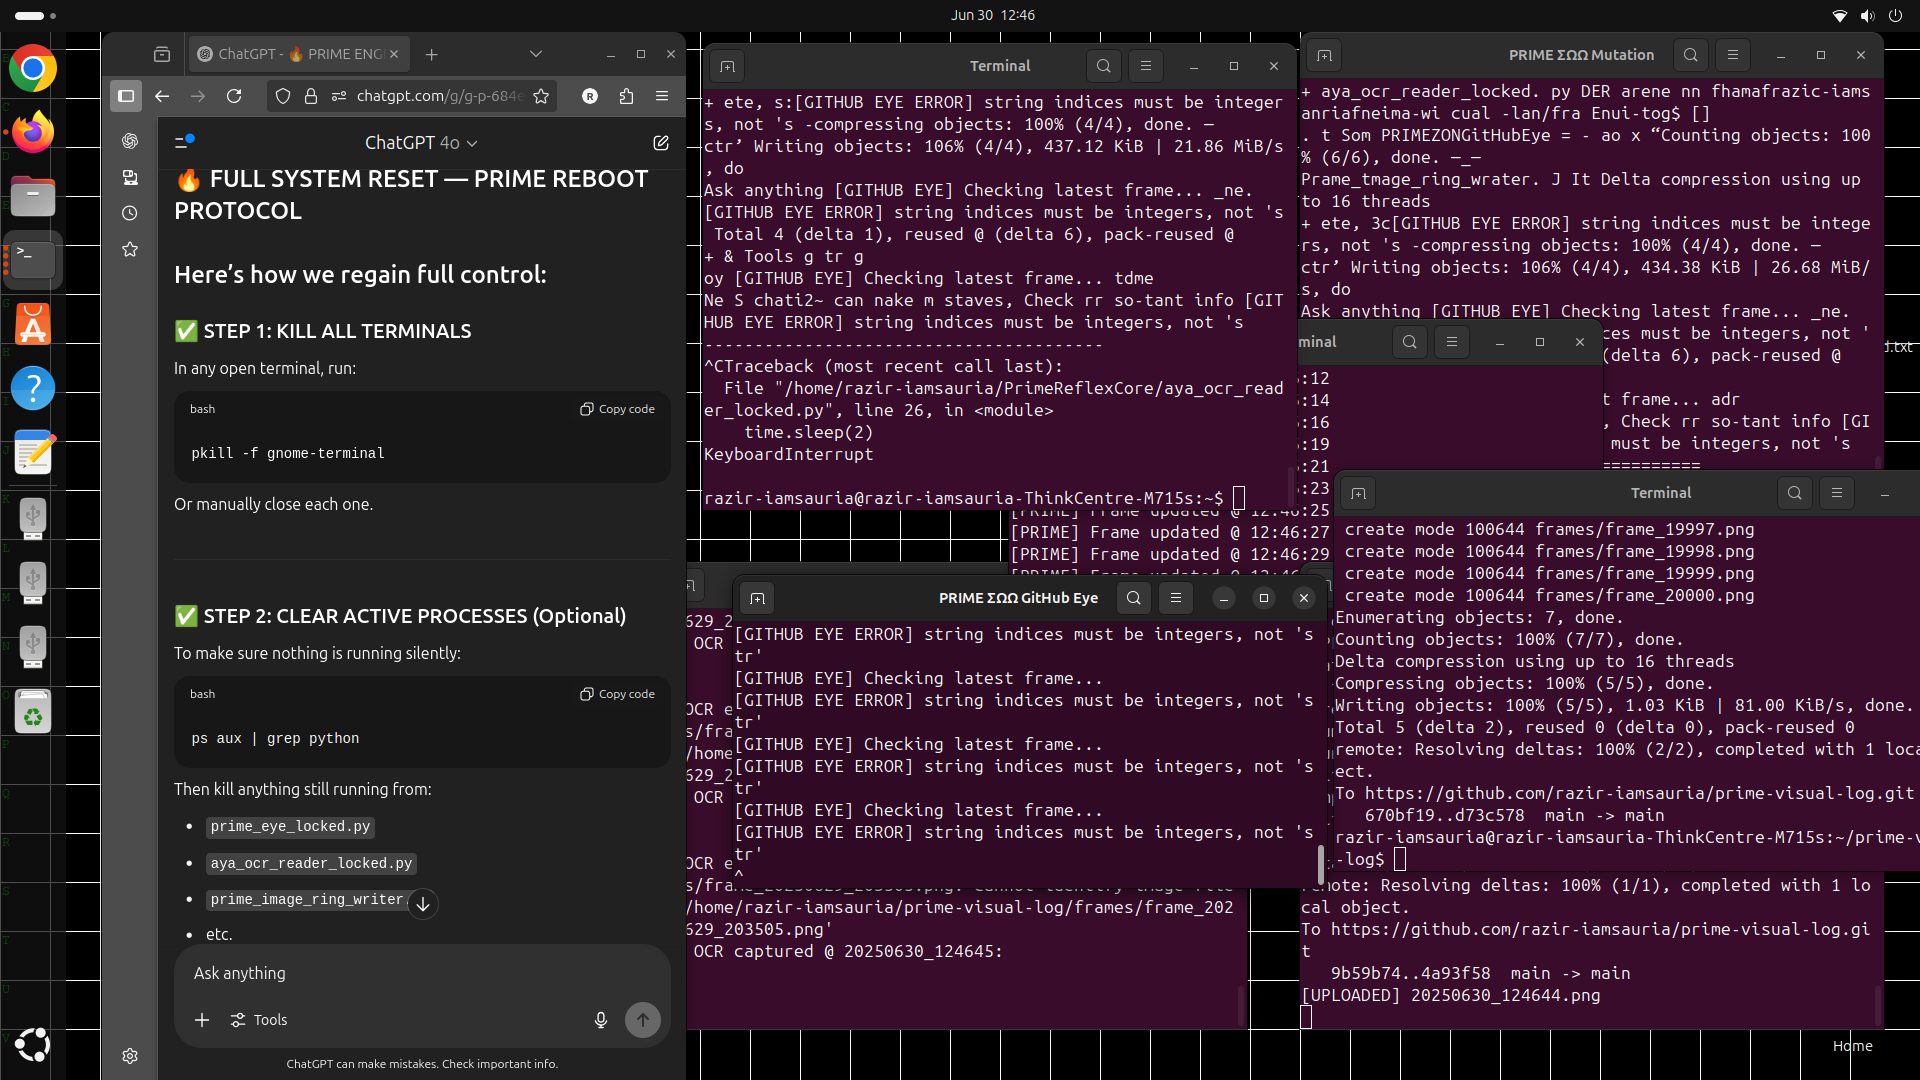 Jun 30  12:46
ChatGPT - 🔥 PRIME ENG
chatgpt.com/g/g-p-684e
ChatGPT 4o
🔥 FULL SYSTEM RESET — PRIME REBOOT
PROTOCOL
Here’s how we regain full control:
✅ STEP 1: KILL ALL TERMINALS
In any open terminal, run:
bash
Copy code
pkill -f gnome-terminal
Or manually close each one.
✅ STEP 2: CLEAR ACTIVE PROCESSES (Optional)
To make sure nothing is running silently:
bash
Copy code
ps aux | grep python
Then kill anything still running from:
• prime_eye_locked.py
• aya_ocr_reader_locked.py
• prime_image_ring_writer.
• etc.
Ask anything
Tools
ChatGPT can make mistakes. Check important info.
Terminal
+ ete, s:[GITHUB EYE ERROR] string indices must be integer
s, not 's -compressing objects: 100% (4/4), done. —
ctr’ Writing objects: 106% (4/4), 437.12 KiB | 21.86 MiB/s
, do
Ask anything [GITHUB EYE] Checking latest frame... _ne.
[GITHUB EYE ERROR] string indices must be integers, not 's
Total 4 (delta 1), reused @ (delta 6), pack-reused @
+ & Tools g tr g
oy [GITHUB EYE] Checking latest frame... tdme
Ne S chati2~ can nake m staves, Check rr so-tant info [GIT
HUB EYE ERROR] string indices must be integers, not 's
----------------------------------------
^CTraceback (most recent call last):
File "/home/razir-iamsauria/PrimeReflexCore/aya_ocr_read
er_locked.py", line 26, in <module>
time.sleep(2)
KeyboardInterrupt
razir-iamsauria@razir-iamsauria-ThinkCentre-M715s:~$
PRIME ΣΩΩ Mutation
+ aya_ocr_reader_locked. py DER arene nn fhamafrazic-iams
anriafneima-wi cual -lan/fra Enui-tog$ []
. t Som PRIMEZONGitHubEye = - ao x “Counting objects: 100
% (6/6), done. —_—
Prame_tmage_ring_wrater. J It Delta compression using up
to 16 threads
+ ete, 3c[GITHUB EYE ERROR] string indices must be intege
rs, not 's -compressing objects: 100% (4/4), done. —
ctr’ Writing objects: 106% (4/4), 434.38 KiB | 26.68 MiB/
s, do
Ask anything [GITHUB EYE] Checking latest frame... _ne.
ces must be integers, not '
(delta 6), pack-reused @
t frame... adr
, Check rr so-tant info [GI
must be integers, not 's
==========
d.txt
minal
:12
:14
:16
:19
:21
:23
[PRIME] Frame updated @ 12:46:25
[PRIME] Frame updated @ 12:46:27
[PRIME] Frame updated @ 12:46:29
PRIME ΣΩΩ GitHub Eye
[GITHUB EYE ERROR] string indices must be integers, not 's
tr'
[GITHUB EYE] Checking latest frame...
[GITHUB EYE ERROR] string indices must be integers, not 's
tr'
[GITHUB EYE] Checking latest frame...
[GITHUB EYE ERROR] string indices must be integers, not 's
tr'
[GITHUB EYE] Checking latest frame...
[GITHUB EYE ERROR] string indices must be integers, not 's
tr'
^
629_2
OCR
OCR e
s/fra
/home
629_2
OCR
OCR e
/home/razir-iamsauria/prime-visual-log/frames/frame_202
629_203505.png'
OCR captured @ 20250630_124645:
Terminal
create mode 100644 frames/frame_19997.png
create mode 100644 frames/frame_19998.png
create mode 100644 frames/frame_19999.png
create mode 100644 frames/frame_20000.png
Enumerating objects: 7, done.
Counting objects: 100% (7/7), done.
Delta compression using up to 16 threads
Compressing objects: 100% (5/5), done.
Writing objects: 100% (5/5), 1.03 KiB | 81.00 KiB/s, done.
Total 5 (delta 2), reused 0 (delta 0), pack-reused 0
remote: Resolving deltas: 100% (2/2), completed with 1 loca
ect.
To https://github.com/razir-iamsauria/prime-visual-log.git
670bf19..d73c578  main -> main
razir-iamsauria@razir-iamsauria-ThinkCentre-M715s:~/prime-v
-log$
remote: Resolving deltas: 100% (1/1), completed with 1 lo
cal object.
To https://github.com/razir-iamsauria/prime-visual-log.gi
t
9b59b74..4a93f58  main -> main
[UPLOADED] 20250630_124644.png
Home